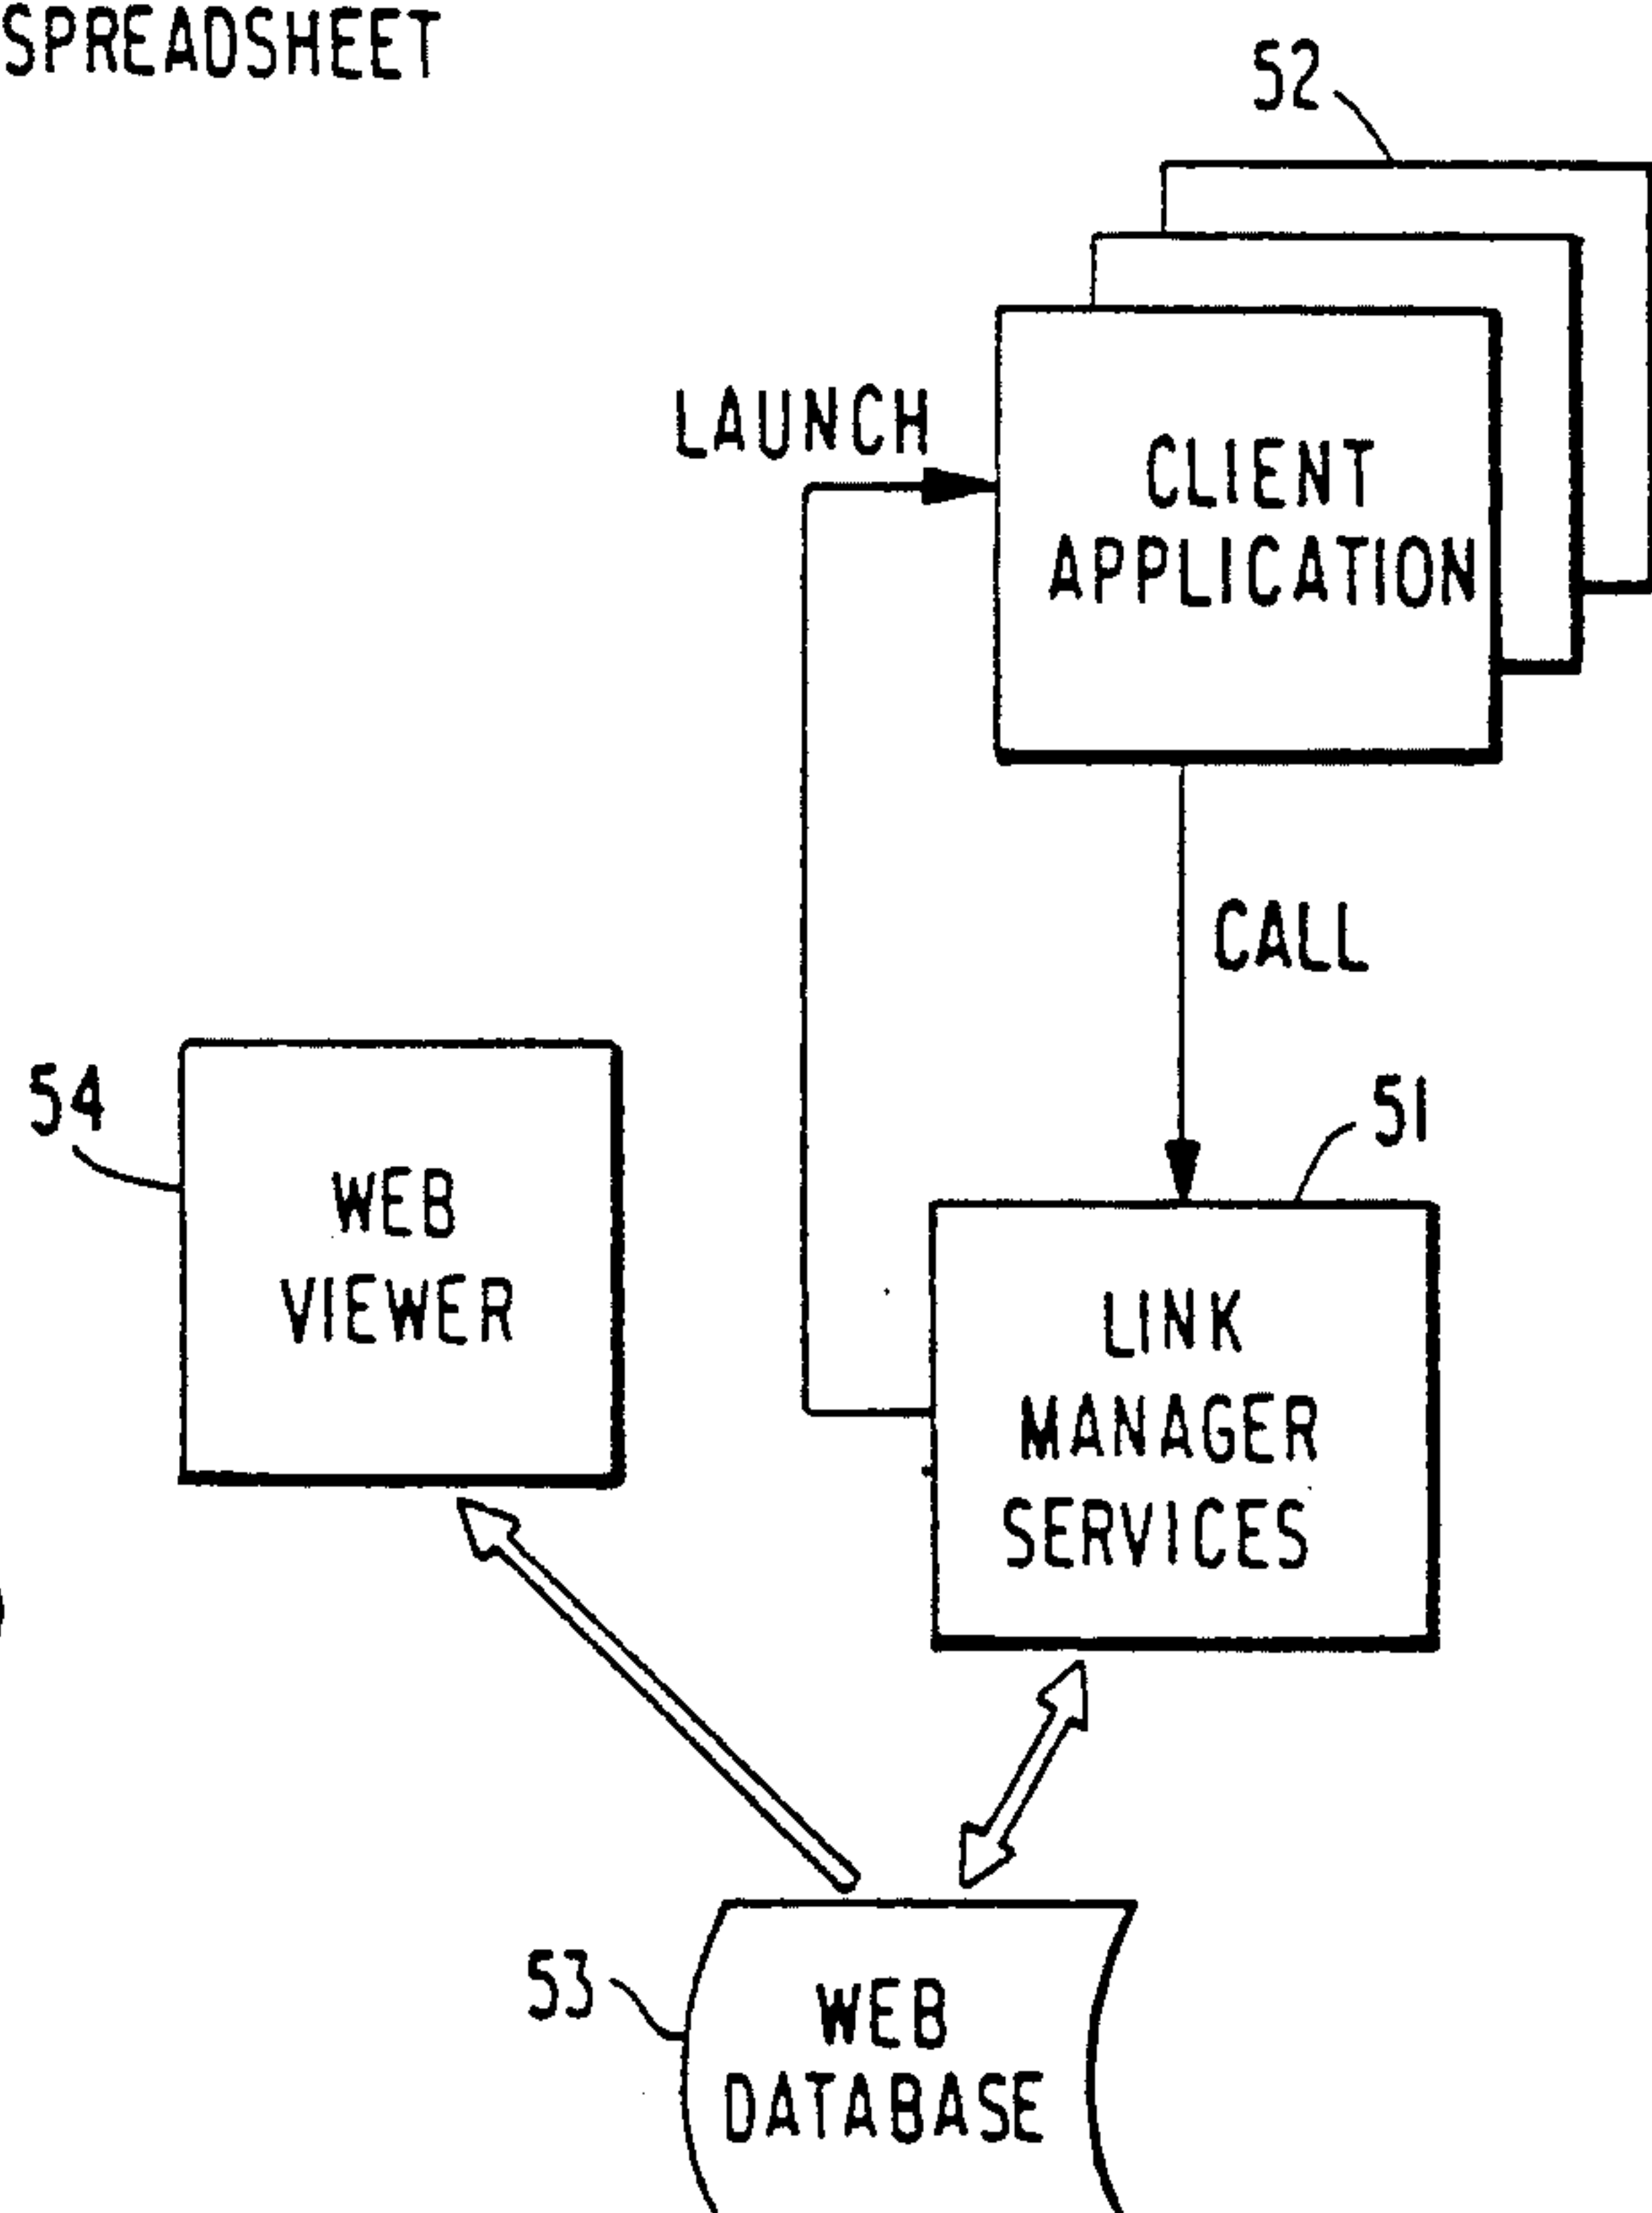 SPREADSHEET
52
LAUNCH
CLIENT
APPLICATION
CALL
54
51
WEB
VIEWER
LINK
MANAGER
SERVICES
53
WEB
DATABASE